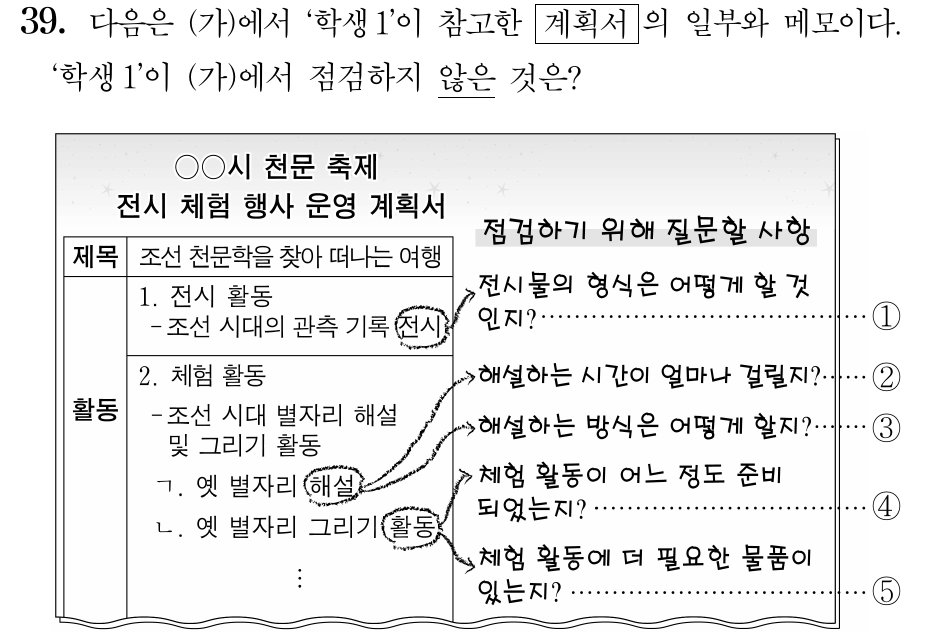 39. 다음은 (가)에서 ‘학생 1’이 참고한 계획서 의 일부와 메모이다.
‘학생 1’이 (가)에서 점검하지 않은 것은?
○○시 천문 축제
전시 체험 행사 운영 계획서
점검하기 위해 질문할 사항
제목 조선 천문학을 찾아 떠나는 여행
활동
1. 전시 활동
－조선 시대의 관측 기록 전시
2. 체험 활동
－조선 시대 별자리 해설
및 그리기 활동
ㄱ. 옛 별자리 해설
ㄴ. 옛 별자리 그리기 활동
⋮
전시물의 형식은 어떻게 할 것
인지? ①
해설하는 시간이 얼마나 걸릴지? ②
해설하는 방식은 어떻게 할지? ③
체험 활동이 어느 정도 준비
되었는지? ④
체험 활동에 더 필요한 물품이
있는지? ⑤